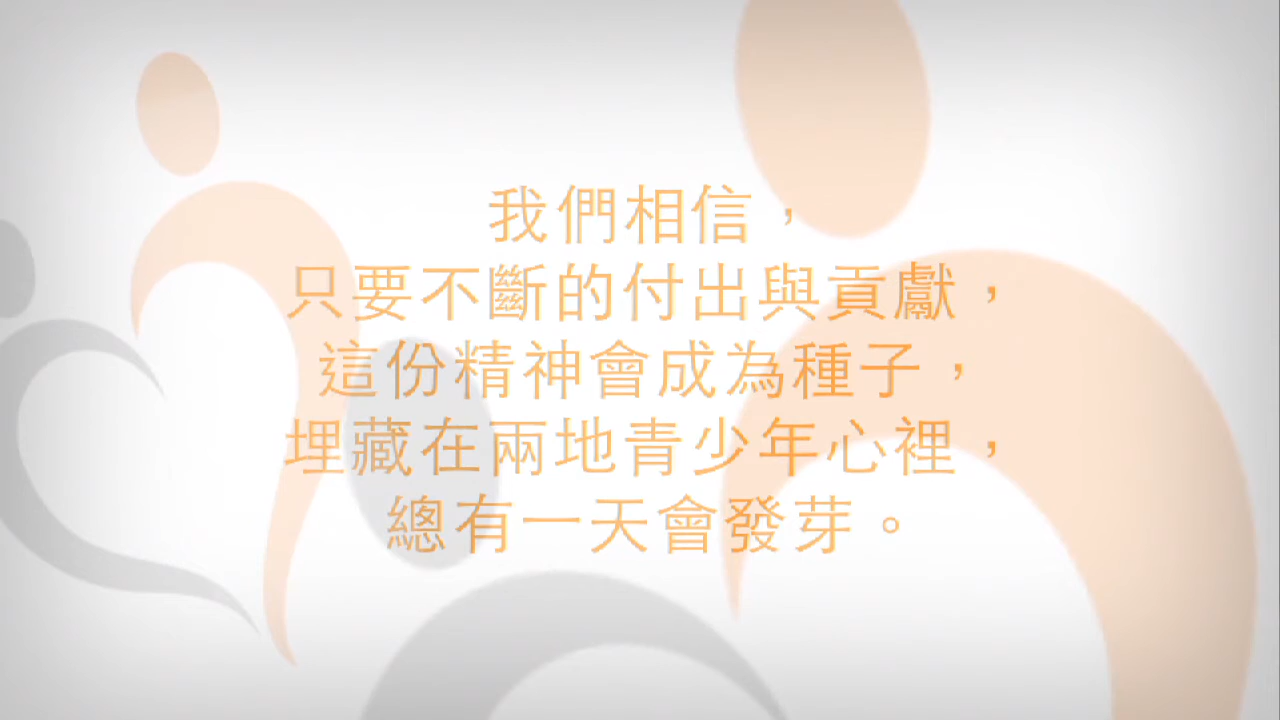 我們相信，
只要不斷的付出與貢獻，
這份精神會成為種子，
埋藏在兩地青少年心裡，
總有一天會發芽。